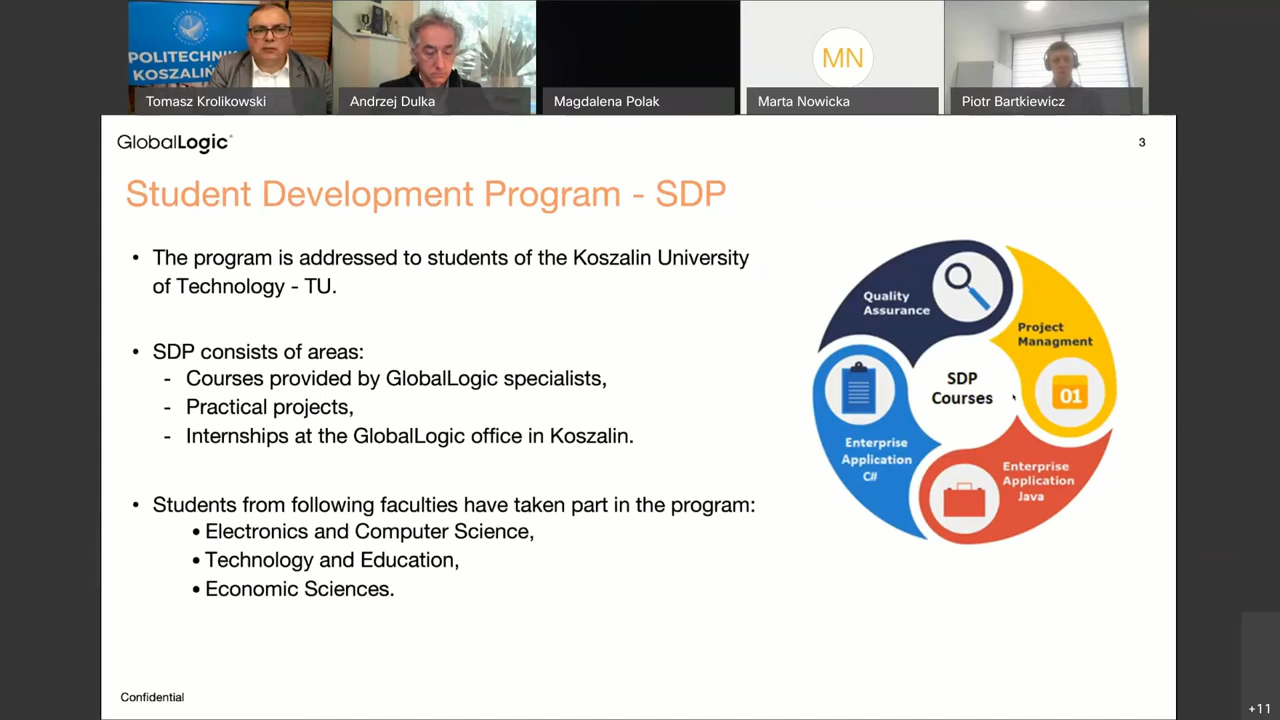 POLITECHNIK
KOSZALIŃ
MN
Tomasz Krolikowski
Andrzej Dulka
Magdalena Polak
Marta Nowicka
Piotr Bartkiewicz
GlobalLogic
3
Student Development Program - SDP
• The program is addressed to students of the Koszalin University
of Technology - TU.
• SDP consists of areas:
- Courses provided by GlobalLogic specialists,
- Practical projects,
- Internships at the GlobalLogic office in Koszalin.
• Students from following faculties have taken part in the program:
• Electronics and Computer Science,
• Technology and Education,
• Economic Sciences.
Quality
Assurance
Project
Managment
SDP
Courses
01
Enterprise
Application
C#
Enterprise
Application
Java
Confidential
+11